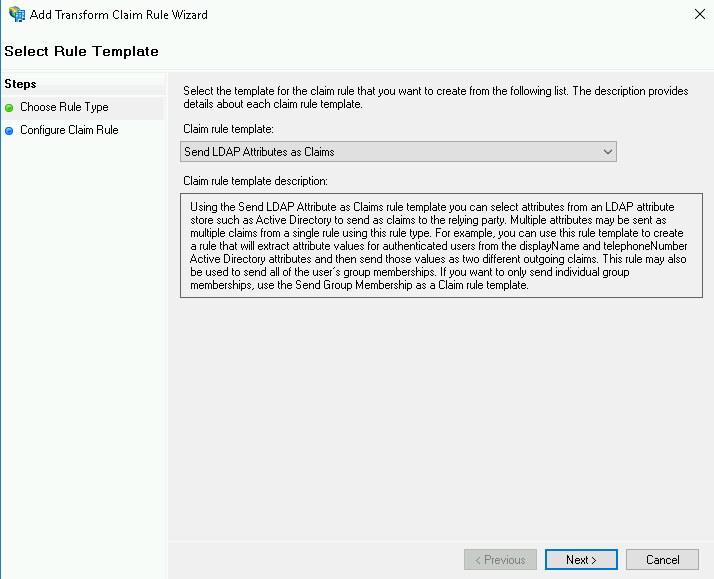 Add Transform Claim Rule Wizard
Select Rule Template
Steps
Choose Rule Type
Configure Claim Rule
Select the template for the claim rule that you want to create from the following list. The description provides
details about each claim rule template.
Claim rule template:
Send LDAP Attributes as Claims
Claim rule template description:
Using the Send LDAP Attribute as Claims rule template you can select attributes from an LDAP attribute
store such as Active Directory to send as claims to the relying party. Multiple attributes may be sent as
multiple claims from a single rule using this rule type. For example, you can use this rule template to create
a rule that will extract attribute values for authenticated users from the displayName and telephoneNumber
Active Directory attributes and then send those values as two different outgoing claims. This rule may also
be used to send all of the user's group memberships. If you want to only send individual group
memberships, use the Send Group Membership as a Claim rule template.
< Previous
Next >
Cancel